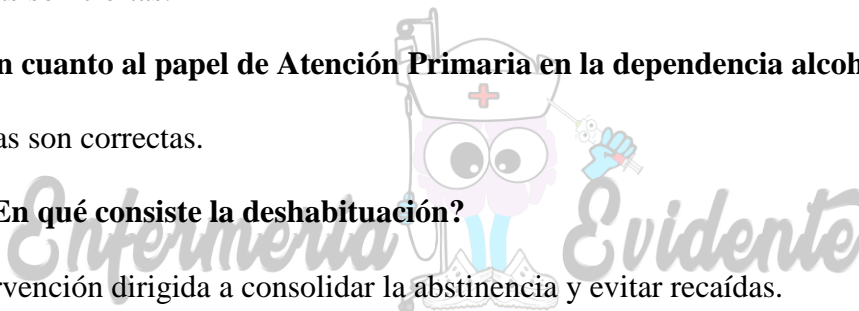 n cuanto al papel de Atención Primaria en la dependencia alcoh
as son correctas.
En qué consiste la deshabituación?
Enfermería Evidente
rvención dirigida a consolidar la abstinencia y evitar recaídas.